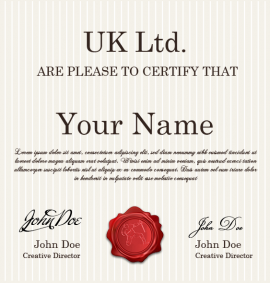 UK Ltd.
ARE PLEASE TO CERTIFY THAT
Your Name
Lorem ipsum dolor sit amet, consectetuer adipiscing elit, sed diam nonummy nibh euismod tincidunt ut
laoreet dolore magna aliquam erat volutpat. Wisisi enim ad minim veniam, quis nostrud exerci tation
ullamcorper suscipit lobortis nisl ut aliquip ex ea commodo consequat. Duis autem vel eum iriure dolor
in hendrerit in vulputate velit esse molestie consequat
John Doe John Doe
John Doe John Doe
Creative Director Creative Director